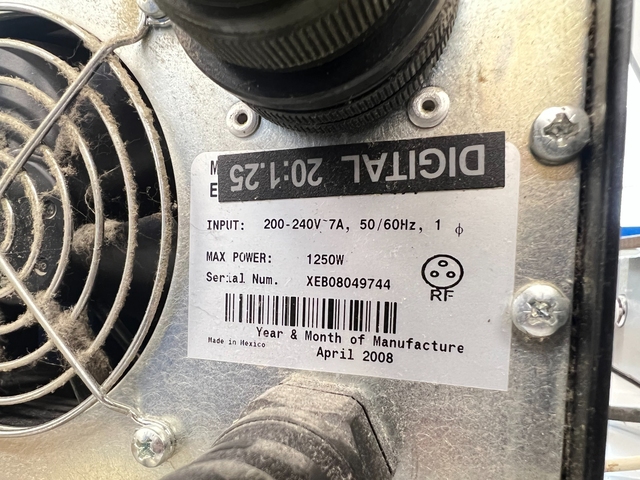 DIGITAL 20:1.25
INPUT: 200-240V~7A, 50/60Hz, 1 ϕ
MAX POWER: 1250W
Serial Num. XEB08049744
RF
Year & Month of Manufacture
Made in Mexico
April 2008